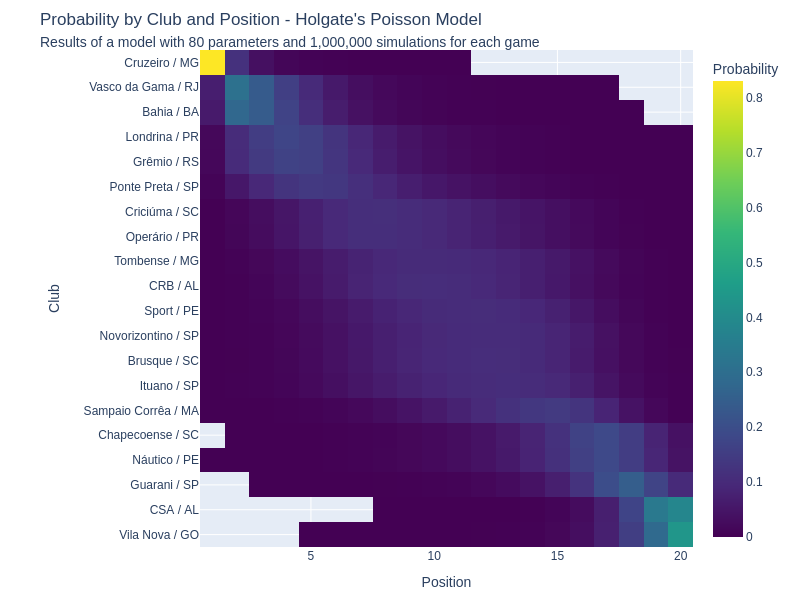 Probability by Club and Position - Holgate's Poisson Model
Results of a model with 80 parameters and 1,000,000 simulations for each game
Probability
Cruzeiro / MG
Vasco da Gama / RJ
Bahia / BA
Londrina / PR
Grêmio / RS
Ponte Preta / SP
Criciúma / SC
Operário / PR
Tombense / MG
CRB / AL
Sport / PE
Novorizontino / SP
Brusque / SC
Ituano / SP
Sampaio Corrêa / MA
Chapecoense / SC
Náutico / PE
Guarani / SP
CSA / AL
Vila Nova / GO
Club
5
10
15
20
Position
0.8
0.7
0.6
0.5
0.4
0.3
0.2
0.1
0